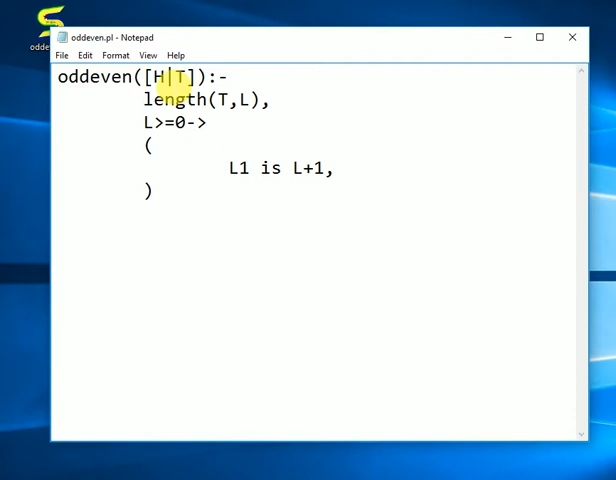 oddeven.pl - Notepad
File Edit Format View Help
oddeven([H|T]):-
length(T,L),
L>=0->
(
L1 is L+1,
)